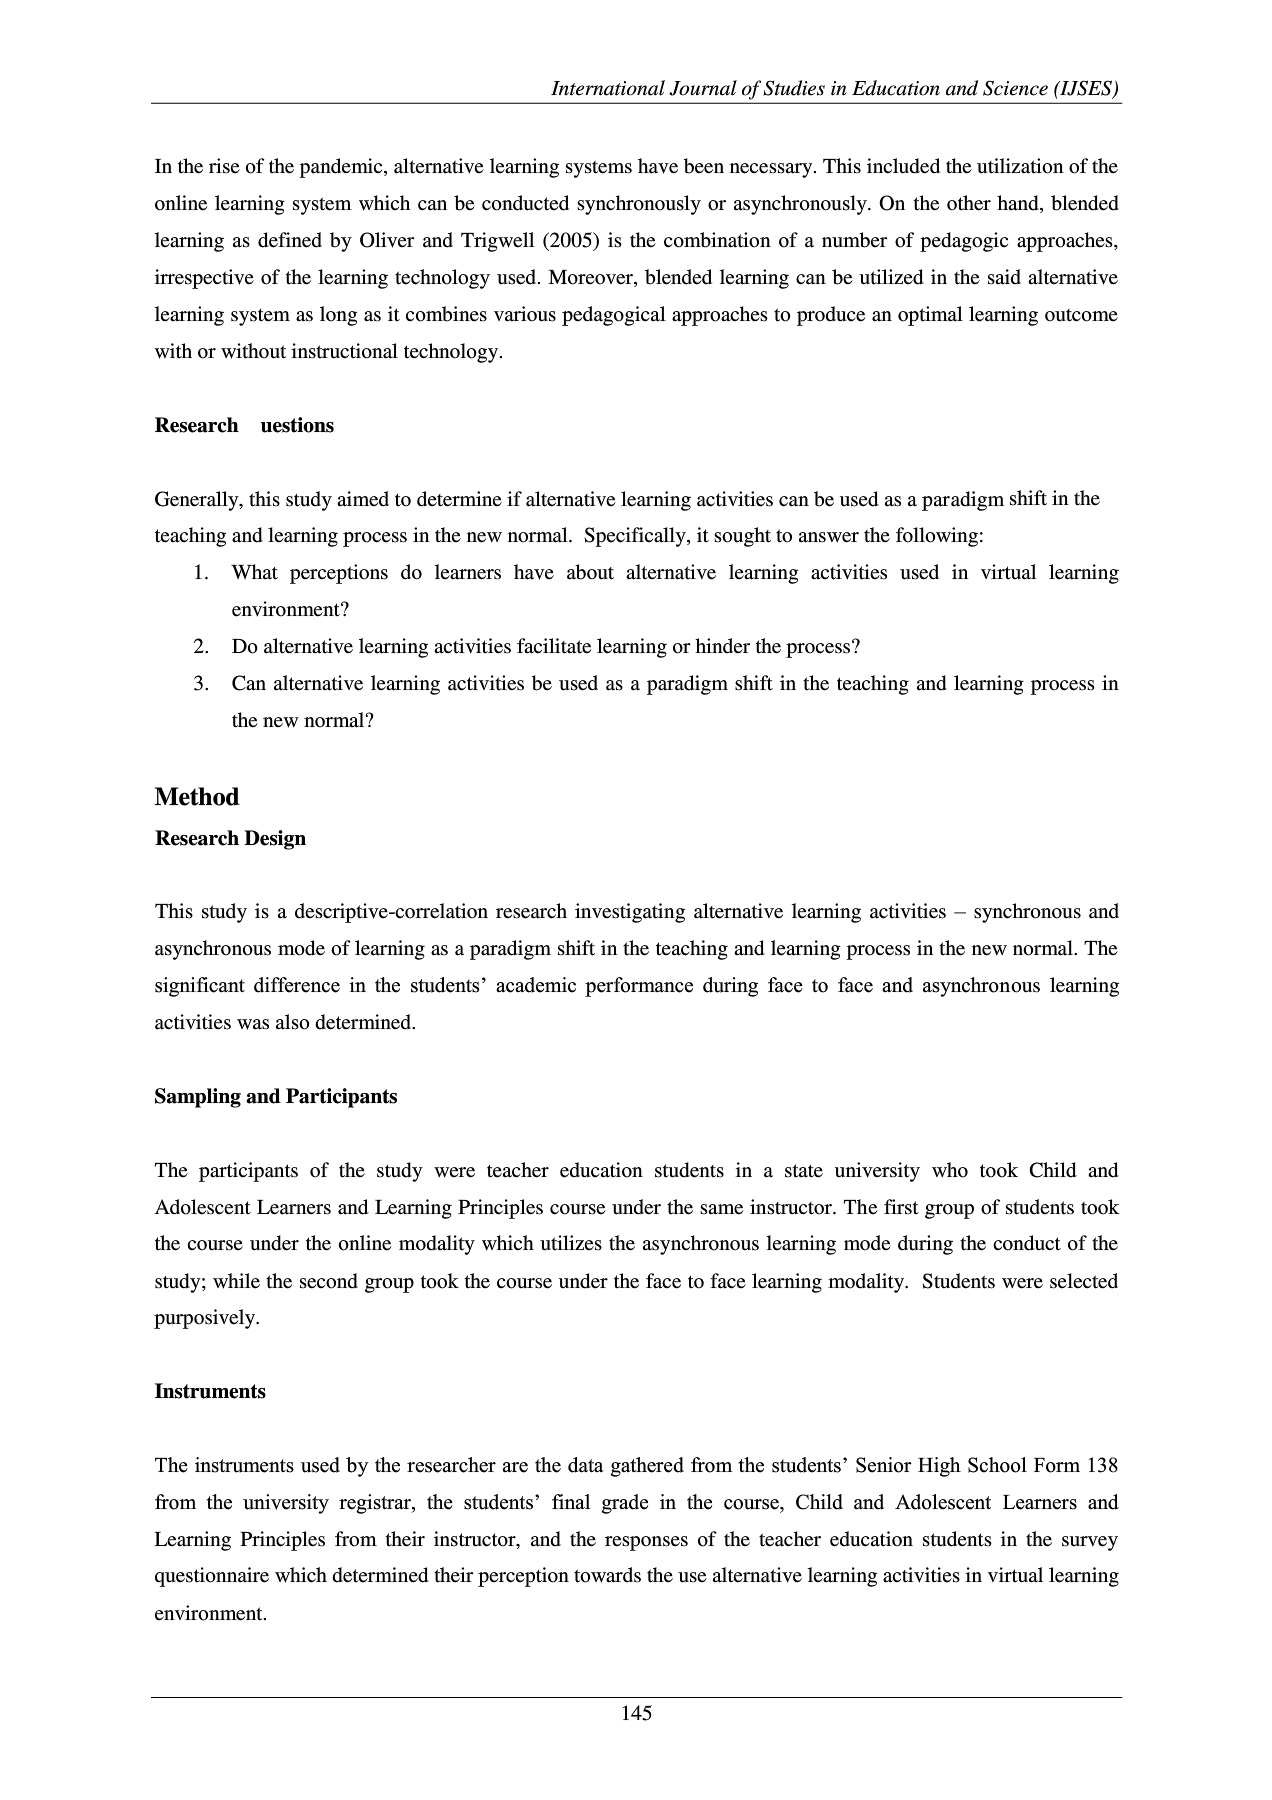 International Journal of Studies in Education and Science (IJSES)
In the rise of the pandemic, alternative learning systems have been necessary. This included the utilization of the
online learning system which can be conducted synchronously or asynchronously. On the other hand, blended
learning as defined by Oliver and Trigwell (2005) is the combination of a number of pedagogic approaches,
irrespective of the learning technology used. Moreover, blended learning can be utilized in the said alternative
learning system as long as it combines various pedagogical approaches to produce an optimal learning outcome
with or without instructional technology.
Research uestions
Generally, this study aimed to determine if alternative learning activities can be used as a paradigm shift in the
teaching and learning process in the new normal. Specifically, it sought to answer the following:
1. What perceptions do learners have about alternative learning activities used in virtual learning
environment?
2. Do alternative learning activities facilitate learning or hinder the process?
3. Can alternative learning activities be used as a paradigm shift in the teaching and learning process in
the new normal?
Method
Research Design
This study is a descriptive-correlation research investigating alternative learning activities – synchronous and
asynchronous mode of learning as a paradigm shift in the teaching and learning process in the new normal. The
significant difference in the students’ academic performance during face to face and asynchronous learning
activities was also determined.
Sampling and Participants
The participants of the study were teacher education students in a state university who took Child and
Adolescent Learners and Learning Principles course under the same instructor. The first group of students took
the course under the online modality which utilizes the asynchronous learning mode during the conduct of the
study; while the second group took the course under the face to face learning modality. Students were selected
purposively.
Instruments
The instruments used by the researcher are the data gathered from the students’ Senior High School Form 138
from the university registrar, the students’ final grade in the course, Child and Adolescent Learners and
Learning Principles from their instructor, and the responses of the teacher education students in the survey
questionnaire which determined their perception towards the use alternative learning activities in virtual learning
environment.
145